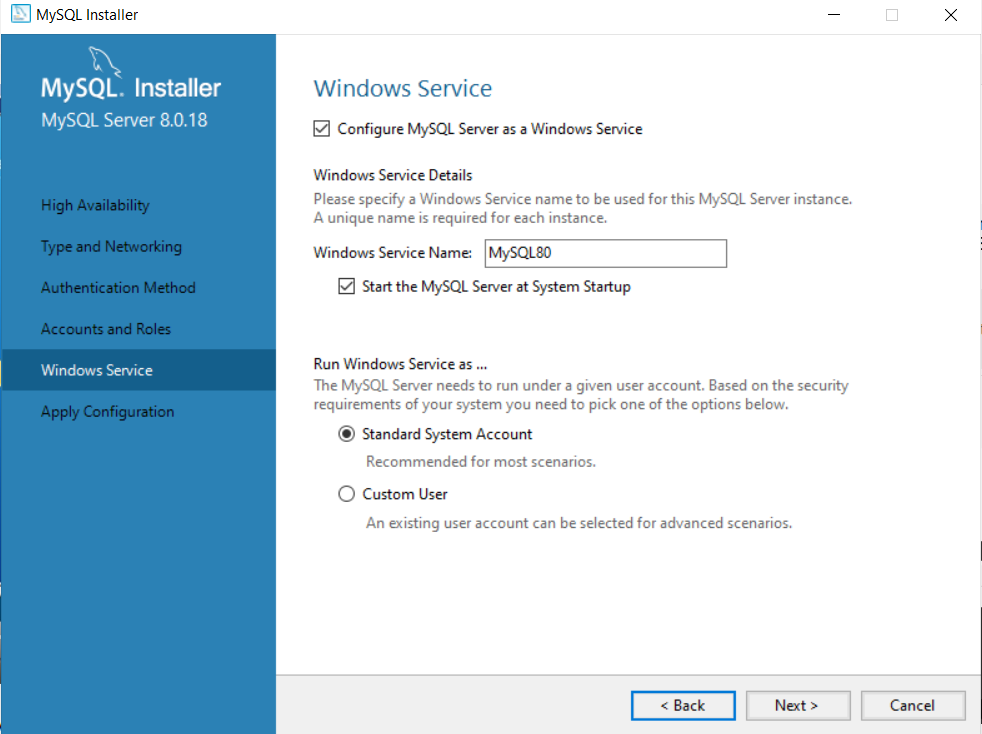 MySQL Installer
MySQL. Installer
MySQL Server 8.0.18
High Availability
Type and Networking
Authentication Method
Accounts and Roles
Windows Service
Apply Configuration
Windows Service
Configure MySQL Server as a Windows Service
Windows Service Details
Please specify a Windows Service name to be used for this MySQL Server instance.
A unique name is required for each instance.
Windows Service Name: MySQL80
Start the MySQL Server at System Startup
Run Windows Service as ...
The MySQL Server needs to run under a given user account. Based on the security
requirements of your system you need to pick one of the options below.
Standard System Account
Recommended for most scenarios.
Custom User
An existing user account can be selected for advanced scenarios.
< Back Next > Cancel